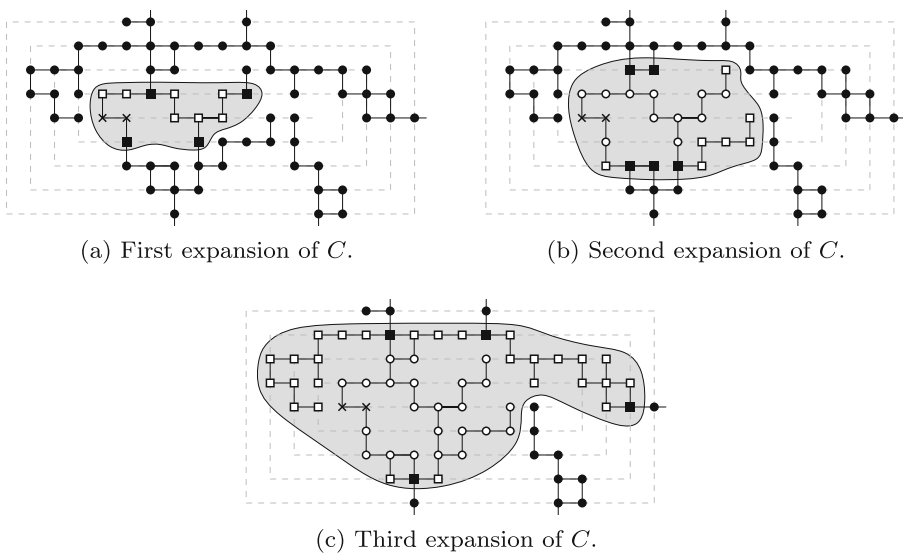 (a) First expansion of C.
(b) Second expansion of C.
(c) Third expansion of C.